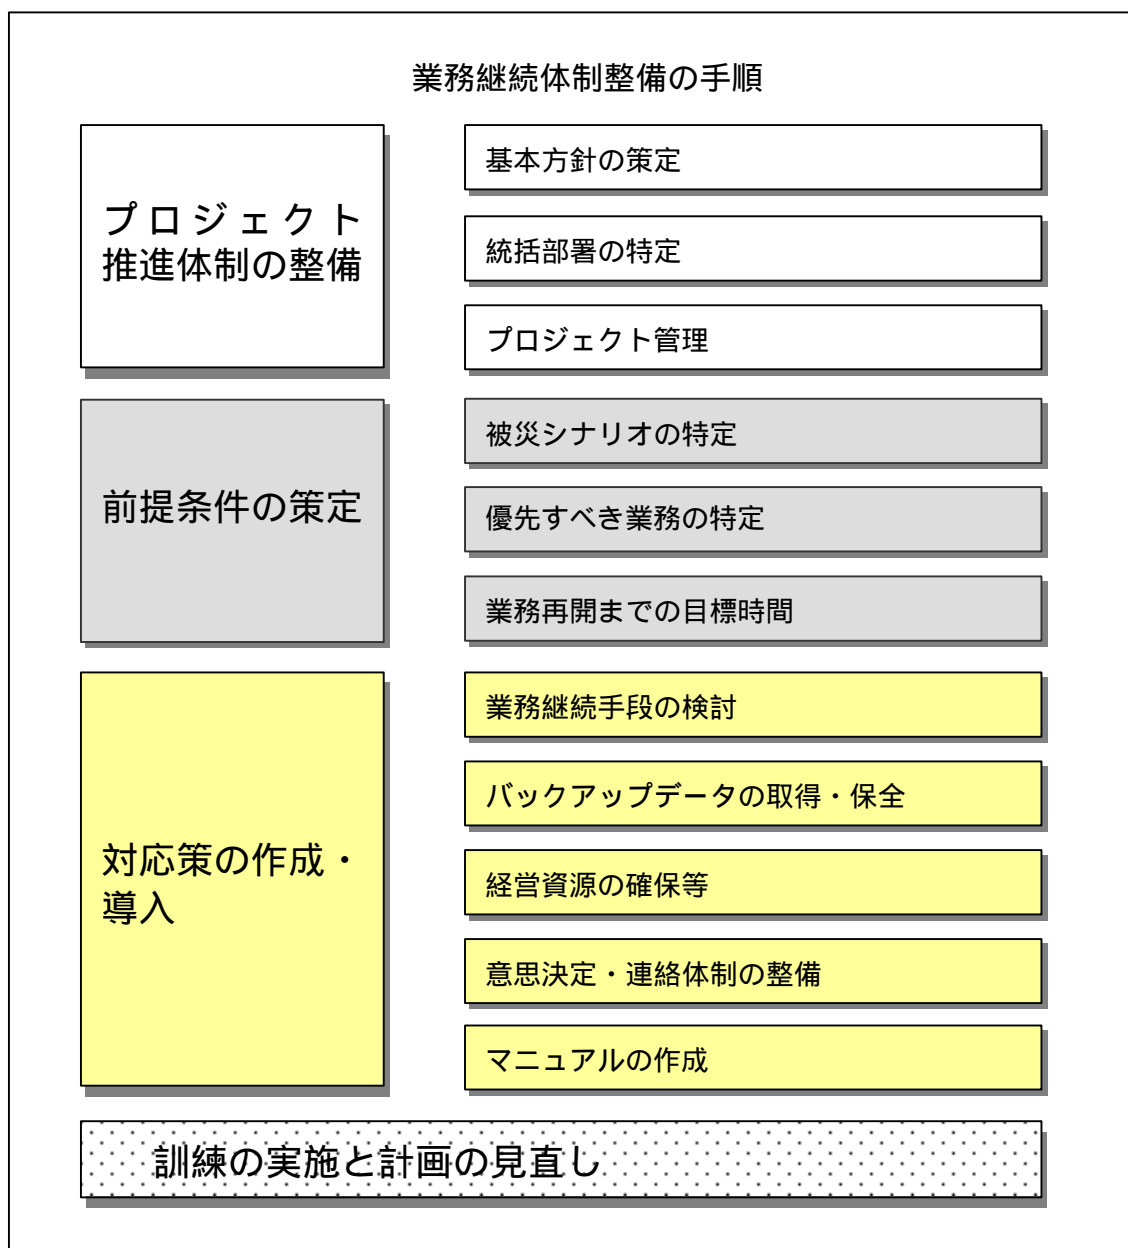 業務継続体制整備の手順
プロジェクト
推進体制の整備
基本方針の策定
統括部署の特定
プロジェクト管理
前提条件の策定
被災シナリオの特定
優先すべき業務の特定
業務再開までの目標時間
対応策の作成・
導入
業務継続手段の検討
バックアップデータの取得・保全
経営資源の確保等
意思決定・連絡体制の整備
マニュアルの作成
訓練の実施と計画の見直し